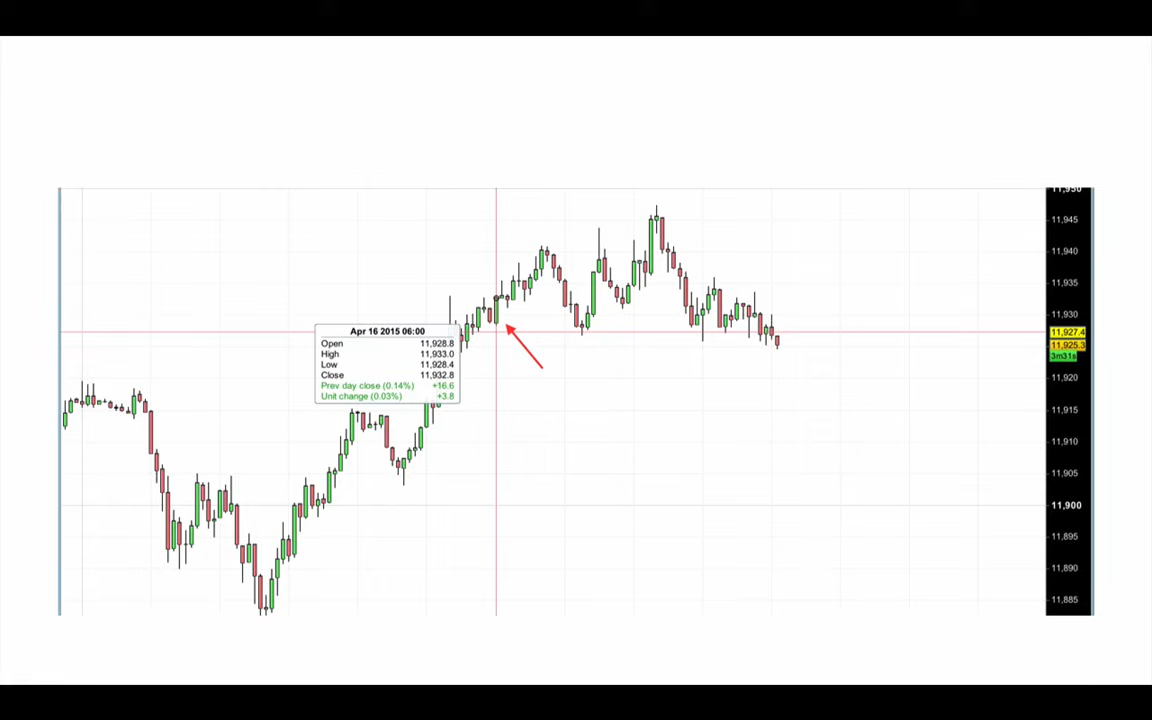 Apr 16 2015 06:00
Open 11,928.8
High 11,933.0
Low 11,928.4
Close 11,932.8
Prev day close (0.14%) +16.6
Unit change (0.03%) +3.8
11,950
11,945
11,940
11,935
11,930
11,927.4
11,925.3
3m31s
11,920
11,915
11,910
11,905
11,900
11,895
11,890
11,885